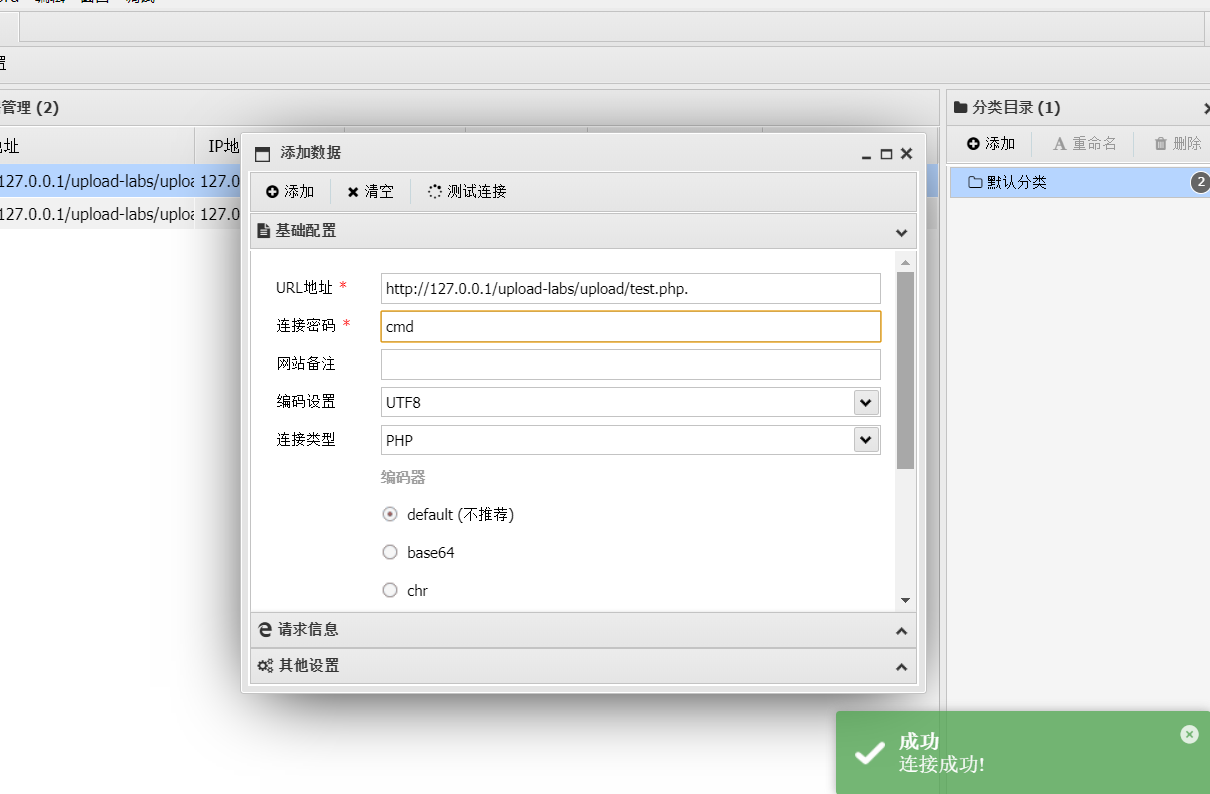 管理 (2)
分类目录 (1)
址
IP地
添加
重命名
删除
127.0.0.1/upload-labs/uploa
127.0
默认分类
2
127.0.0.1/upload-labs/uploa
127.0
添加数据
添加
清空
测试连接
基础配置
URL地址 *
http://127.0.0.1/upload-labs/upload/test.php.
连接密码 *
cmd
网站备注
编码设置
UTF8
连接类型
PHP
编码器
default (不推荐)
base64
chr
请求信息
其他设置
成功
连接成功!